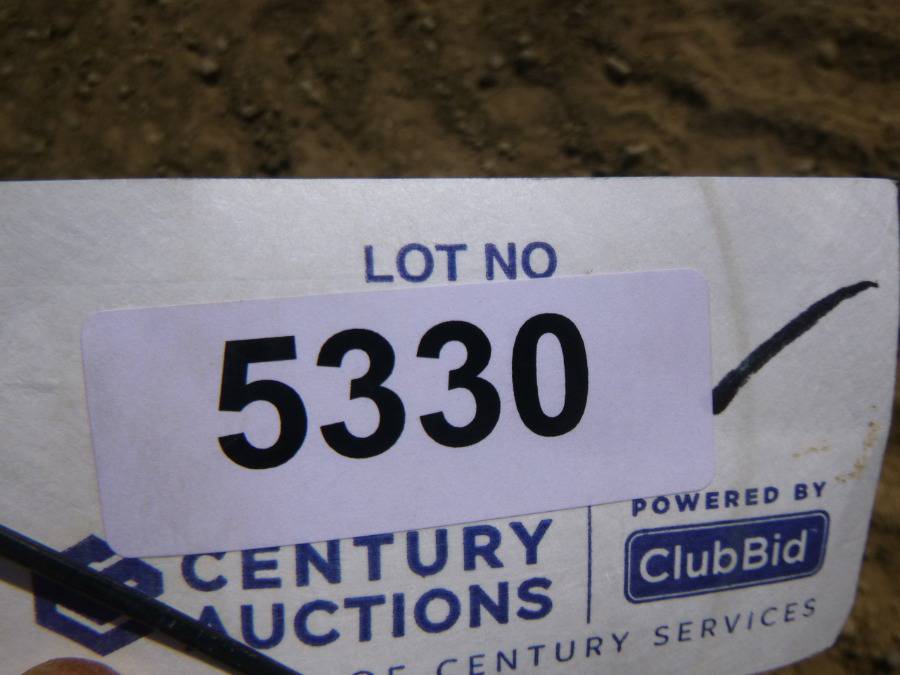 LOT NO
5330
POWERED BY
ClubBid
CENTURY
AUCTIONS
OF CENTURY SERVICES